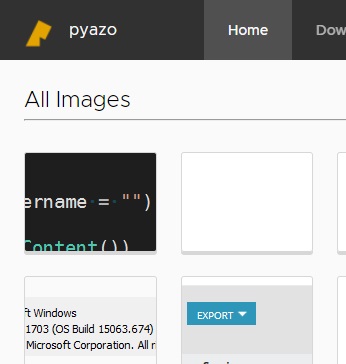 pyazo Home Dow
All Images
ername = "")
Content())
ft Windows
1703 (OS Build 15063.674)
Microsoft Corporation. All r
EXPORT